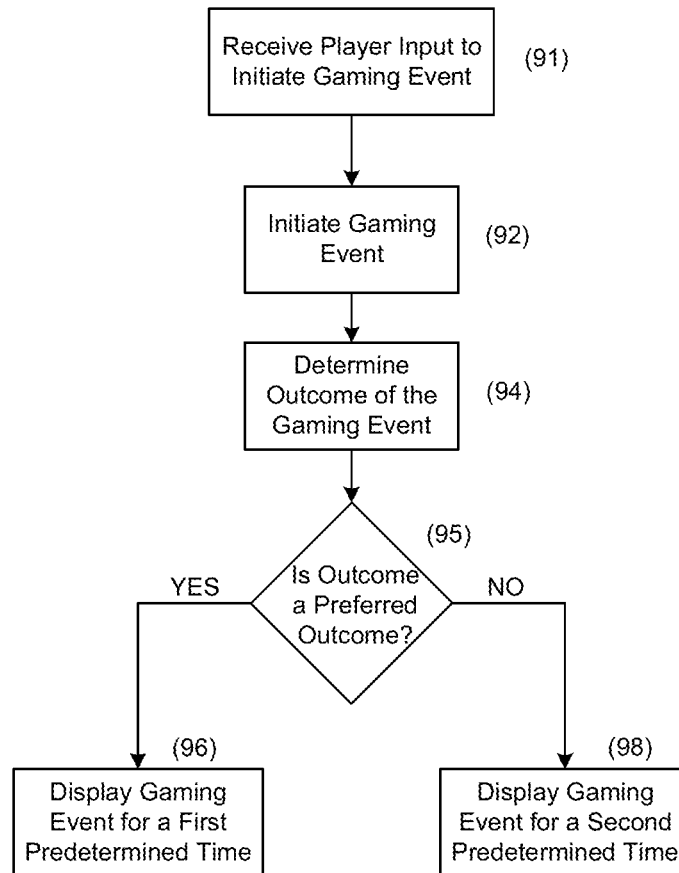 Receive Player Input to
Initiate Gaming Event
(91)
Initiate Gaming
Event
(92)
Determine
Outcome of the
Gaming Event
(94)
(95)
Is Outcome
a Preferred
Outcome?
YES
NO
(96)
Display Gaming
Event for a First
Predetermined Time
(98)
Display Gaming
Event for a Second
Predetermined Time